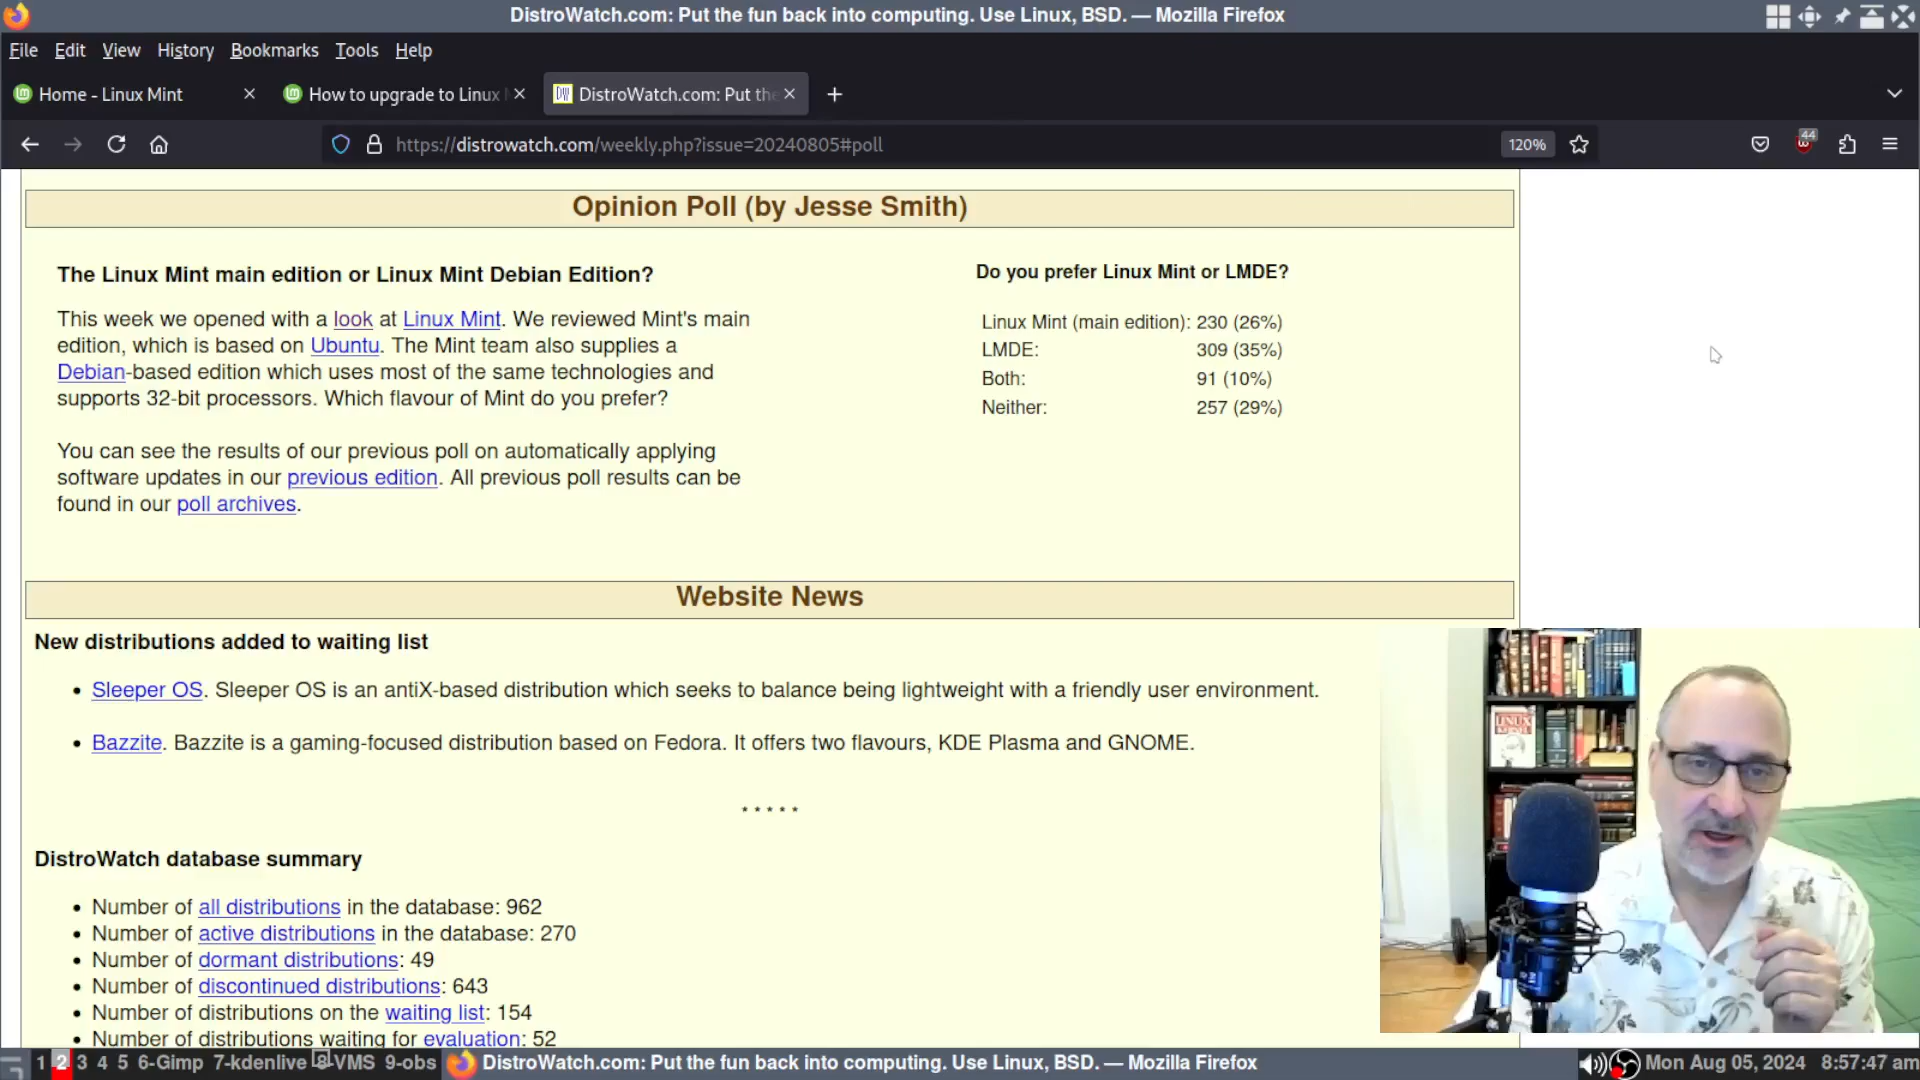 DistroWatch.com: Put the fun back into computing. Use Linux, BSD. — Mozilla Firefox
File Edit View History Bookmarks Tools Help
Home - Linux Mint
How to upgrade to Linux
DistroWatch.com: Put the
https://distrowatch.com/weekly.php?issue=20240805#poll
120%
44
Opinion Poll (by Jesse Smith)
The Linux Mint main edition or Linux Mint Debian Edition?
This week we opened with a look at Linux Mint. We reviewed Mint's main
edition, which is based on Ubuntu. The Mint team also supplies a
Debian-based edition which uses most of the same technologies and
supports 32-bit processors. Which flavour of Mint do you prefer?
You can see the results of our previous poll on automatically applying
software updates in our previous edition. All previous poll results can be
found in our poll archives.
Do you prefer Linux Mint or LMDE?
Linux Mint (main edition): 230 (26%)
LMDE: 309 (35%)
Both: 91 (10%)
Neither: 257 (29%)
Website News
New distributions added to waiting list
• Sleeper OS. Sleeper OS is an antiX-based distribution which seeks to balance being lightweight with a friendly user environment.
• Bazzite. Bazzite is a gaming-focused distribution based on Fedora. It offers two flavours, KDE Plasma and GNOME.
* * * * *
DistroWatch database summary
• Number of all distributions in the database: 962
• Number of active distributions in the database: 270
• Number of dormant distributions: 49
• Number of discontinued distributions: 643
• Number of distributions on the waiting list: 154
• Number of distributions waiting for evaluation: 52
LINUX
1 2 3 4 5 6-Gimp 7-kdenlive 8-VMS 9-obs
DistroWatch.com: Put the fun back into computing. Use Linux, BSD. — Mozilla Firefox
Mon Aug 05, 2024 8:57:47 am